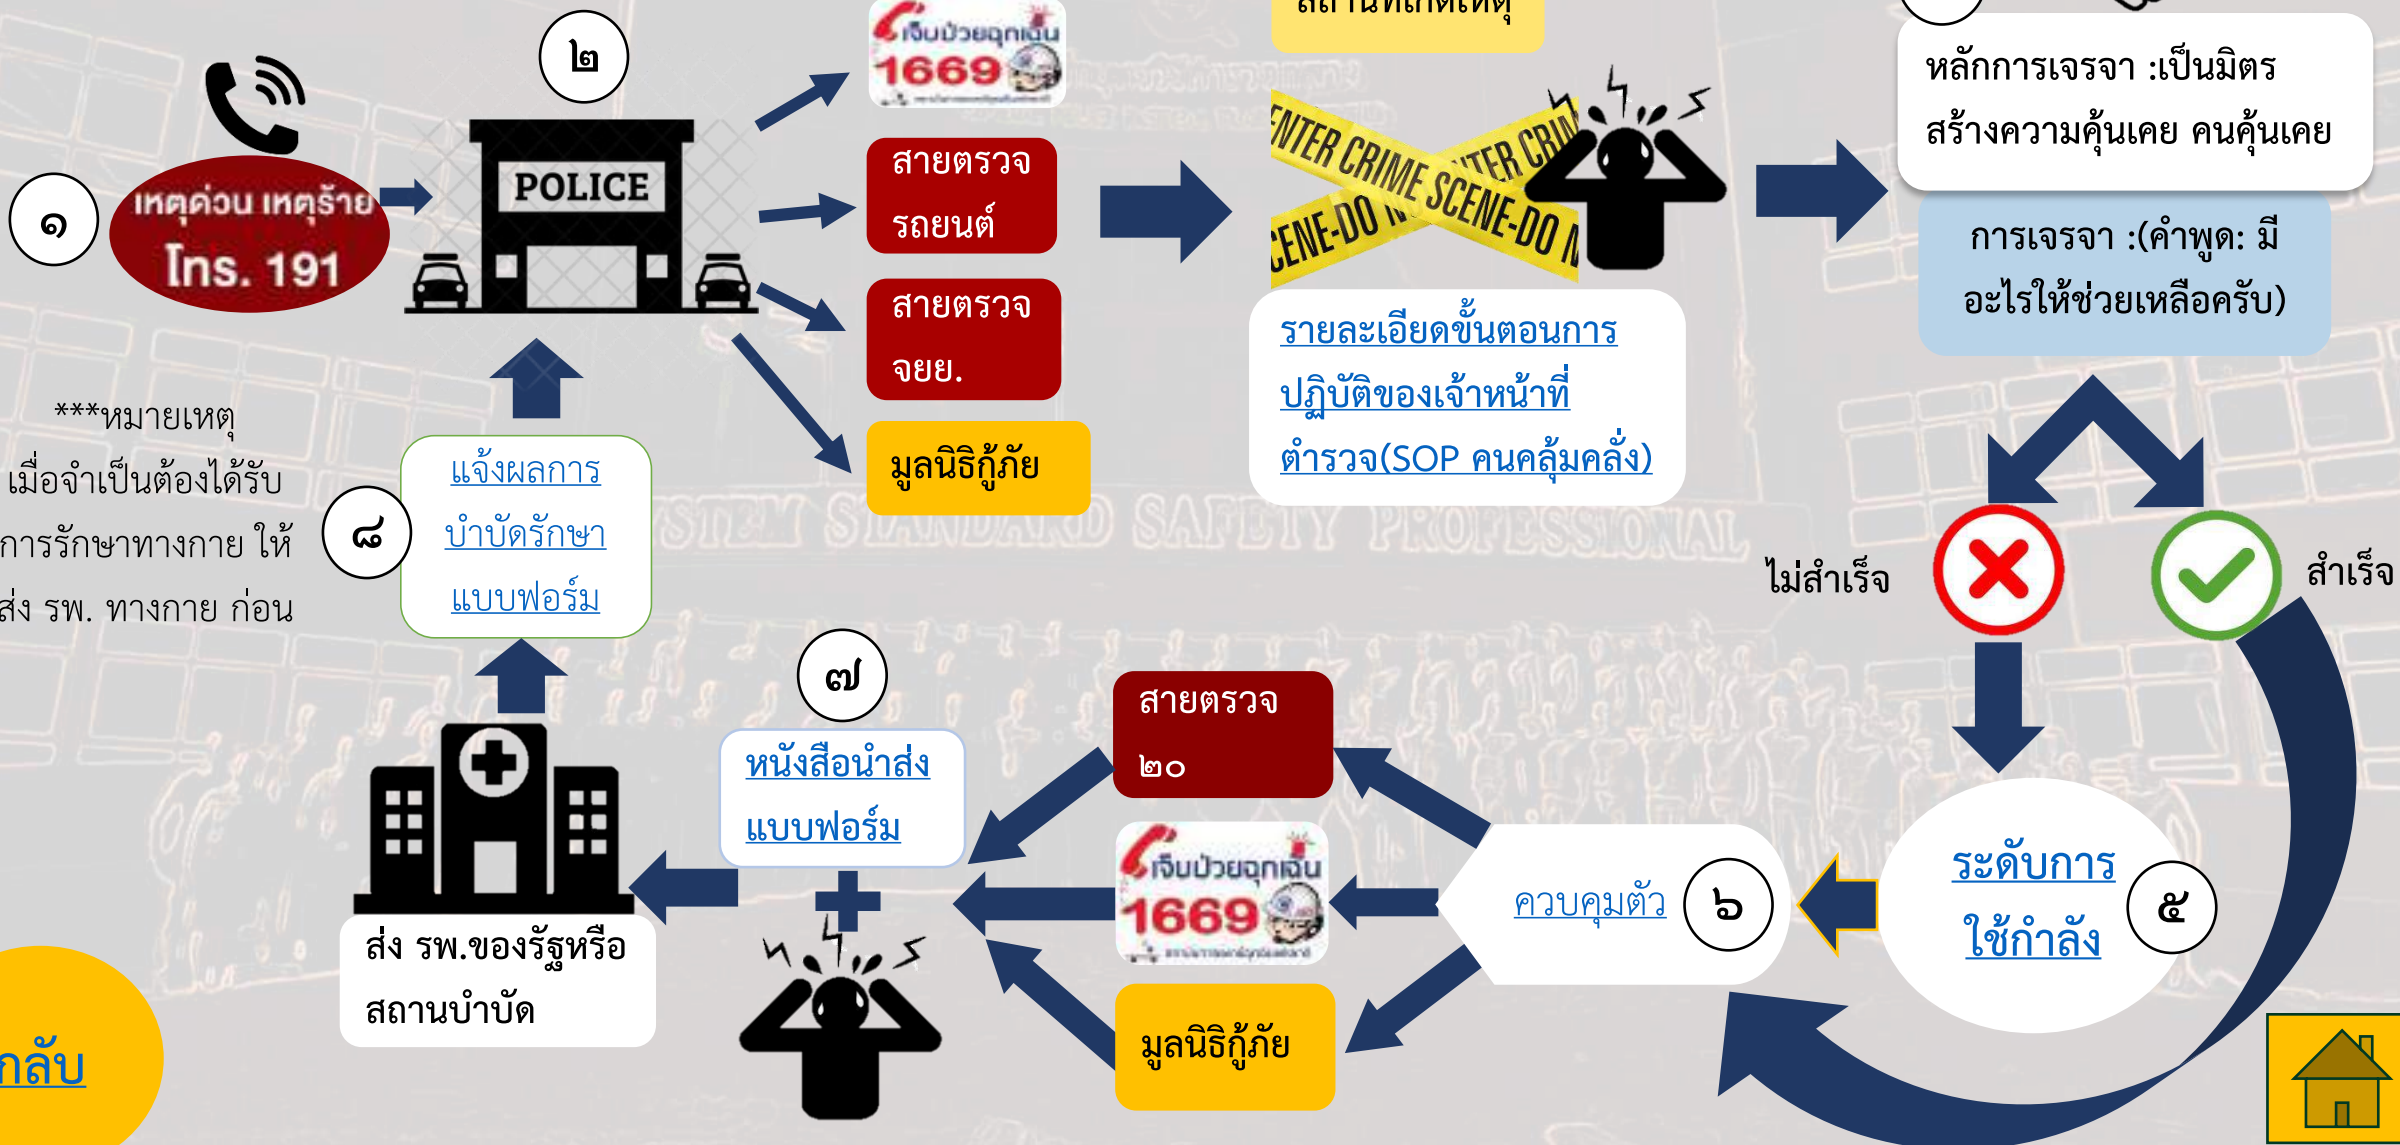 ๑
เหตุด่วน เหตุร้าย
โทร. 191
๒
POLICE
เจ็บป่วยฉุกเฉิน
1669
สายตรวจ
รถยนต์
สายตรวจ
จยย.
มูลนิธิกู้ภัย
สถานที่เกิดเหตุ
ENTER CRIME SCENE-DO N
รายละเอียดขั้นตอนการ
ปฏิบัติของเจ้าหน้าที่
ตำรวจ(SOP คนคลุ้มคลั่ง)
หลักการเจรจา :เป็นมิตร
สร้างความคุ้นเคย คนคุ้นเคย
การเจรจา :(คำพูด: มี
อะไรให้ช่วยเหลือครับ)
ไม่สำเร็จ
สำเร็จ
ระดับการ
ใช้กำลัง
๕
ควบคุมตัว
๖
สายตรวจ
๒๐
เจ็บป่วยฉุกเฉิน
1669
มูลนิธิกู้ภัย
๗
หนังสือนำส่ง
แบบฟอร์ม
ส่ง รพ.ของรัฐหรือ
สถานบำบัด
๘
แจ้งผลการ
บำบัดรักษา
แบบฟอร์ม
***หมายเหตุ
เมื่อจำเป็นต้องได้รับ
การรักษาทางกาย ให้
ส่ง รพ. ทางกาย ก่อน
กลับ
SYSTEM STANDARD SAFETY PROFESSIONAL